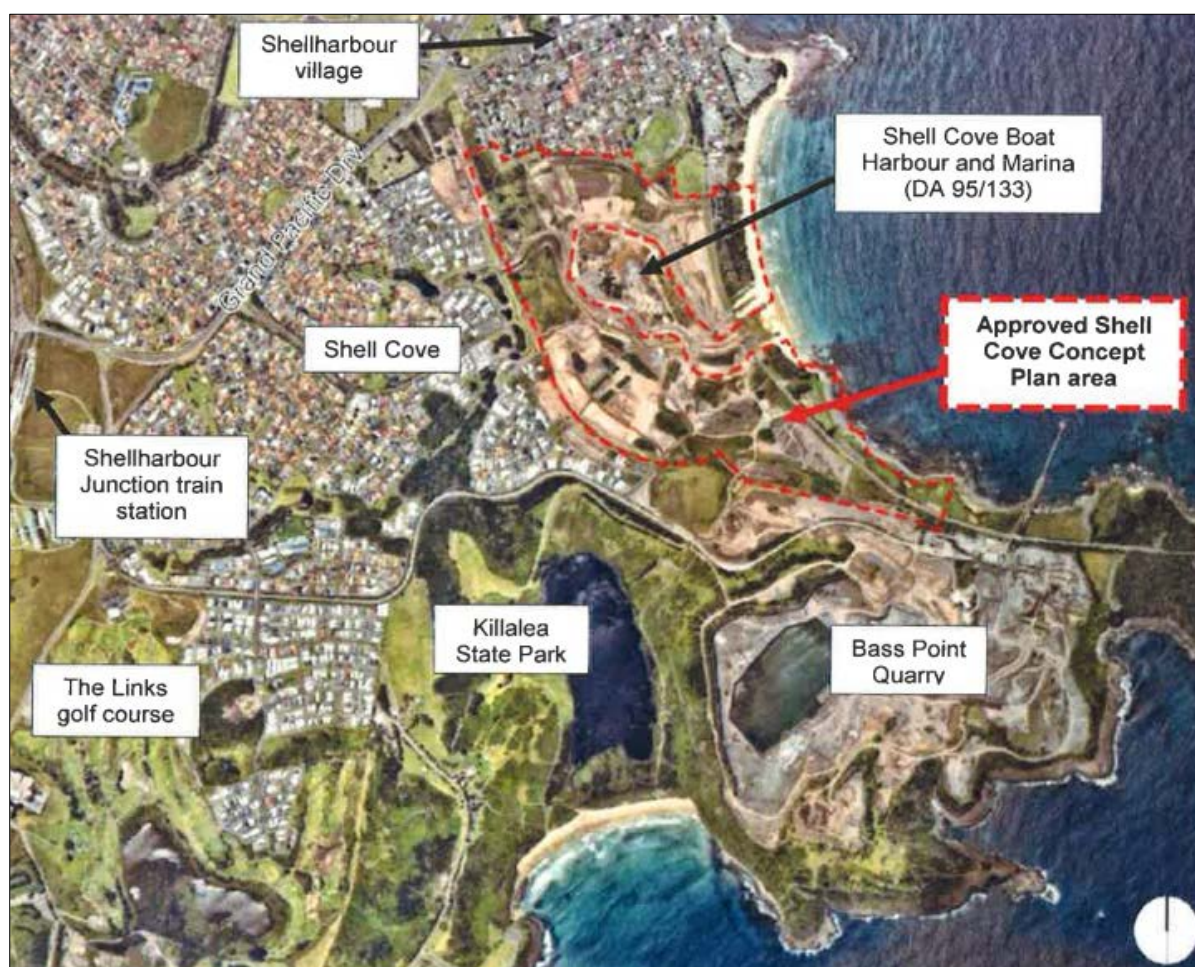 Shellharbour
village
Shell Cove Boat
Harbour and Marina
(DA 95/133)
Grand Pacific Drv
Approved Shell
Cove Concept
Plan area
Shell Cove
Shellharbour
Junction train
station
Killalea
State Park
Bass Point
Quarry
The Links
golf course